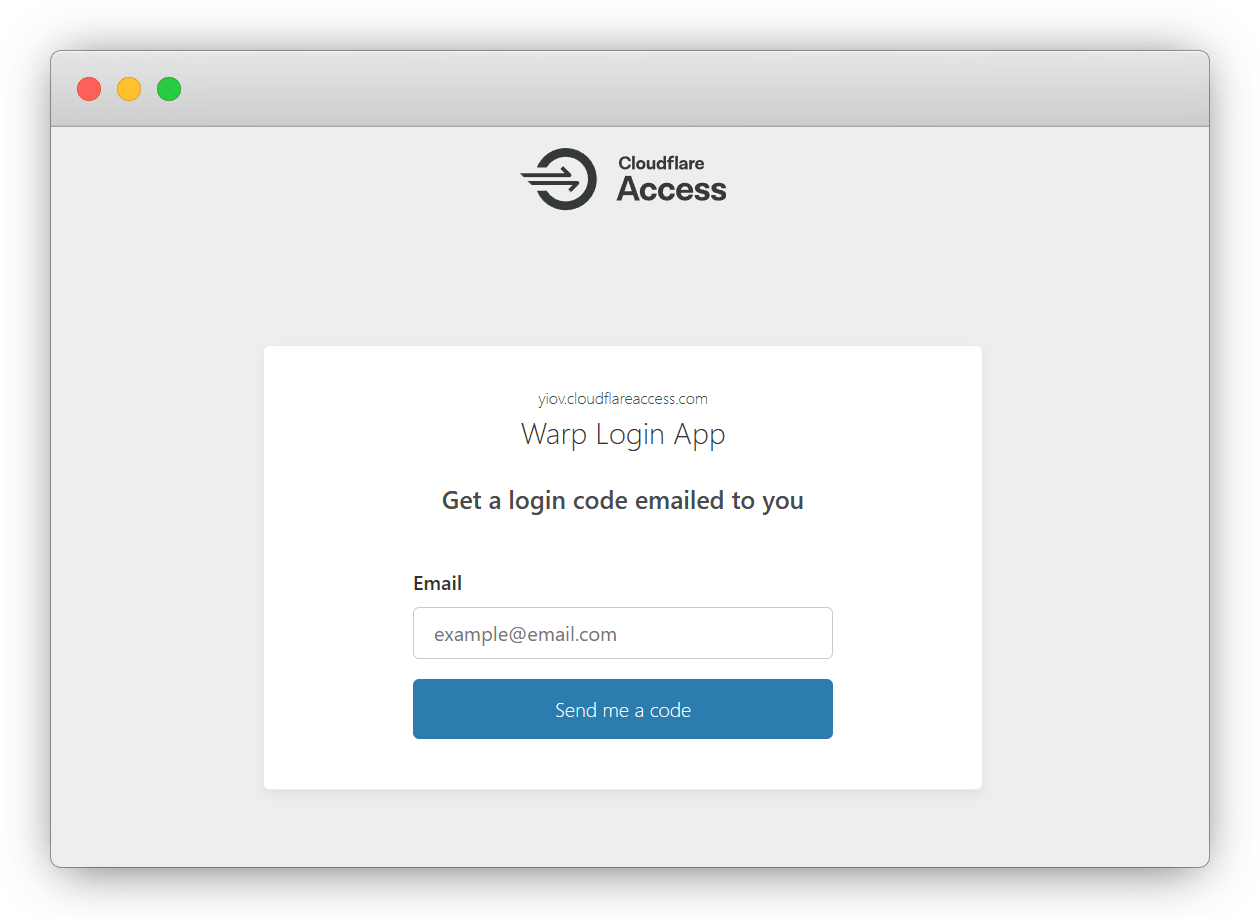 Cloudflare
Access
yiov.cloudflareaccess.com
Warp Login App
Get a login code emailed to you
Email
example@email.com
Send me a code